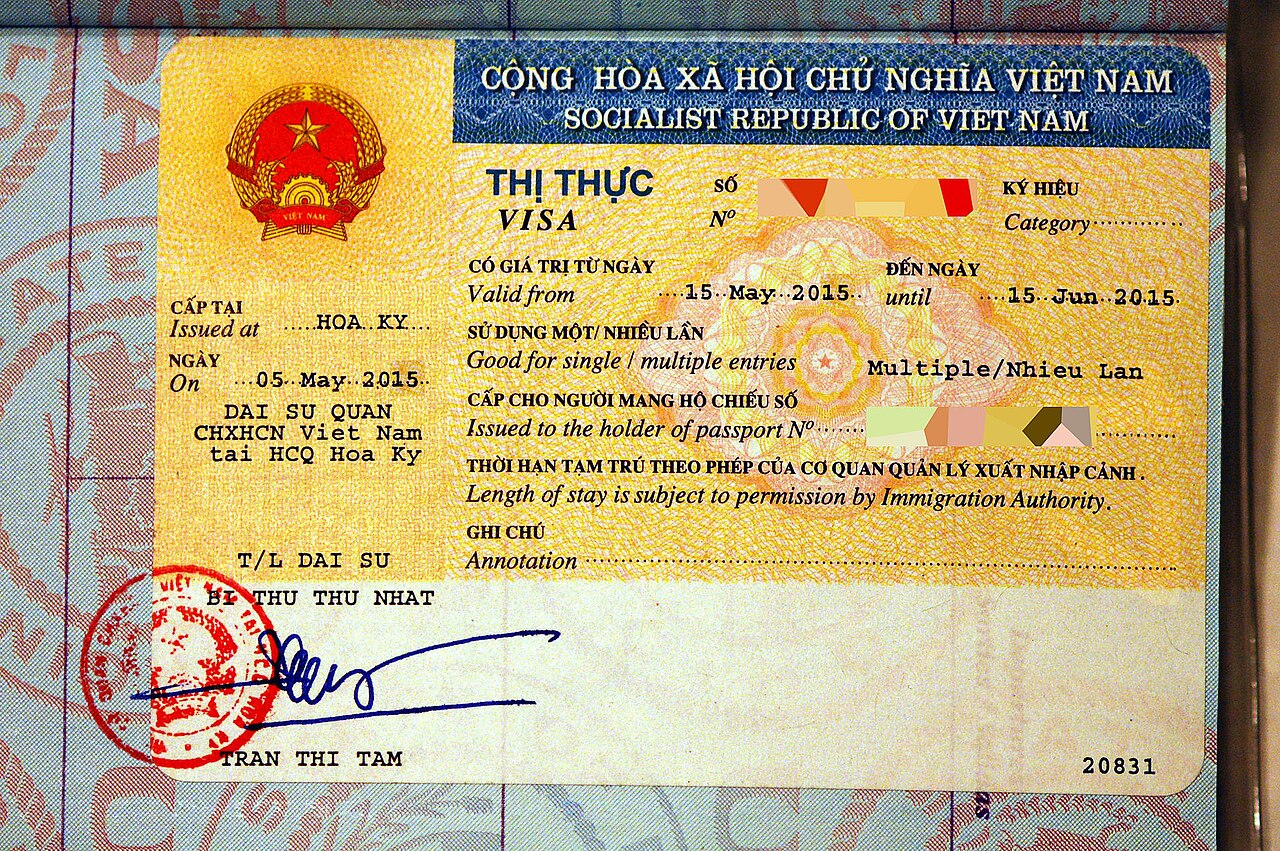 CỘNG HÒA XÃ HỘI CHỦ NGHĨA VIỆT NAM
SOCIALIST REPUBLIC OF VIET NAM
VIỆT NAM
THỊ THỰC
VISA
SỐ
Nº
KÝ HIỆU
Category
CÓ GIÁ TRỊ TỪ NGÀY
Valid from 15 May 2015
ĐẾN NGÀY
until 15 Jun 2015
SỬ DỤNG MỘT/ NHIỀU LẦN
Good for single / multiple entries Multiple/Nhieu Lan
CẤP CHO NGƯỜI MANG HỘ CHIẾU SỐ
Issued to the holder of passport Nº
THỜI HẠN TẠM TRÚ THEO PHÉP CỦA CƠ QUAN QUẢN LÝ XUẤT NHẬP CẢNH .
Length of stay is subject to permission by Immigration Authority.
GHI CHÚ
Annotation
CẤP TẠI
Issued at HOA KY
NGÀY
On 05 May 2015
DAI SU QUAN
CHXHCN Viet Nam
tai HCQ Hoa Ky
T/L DAI SU
BI THU THU NHAT
TRAN THI TAM
20831